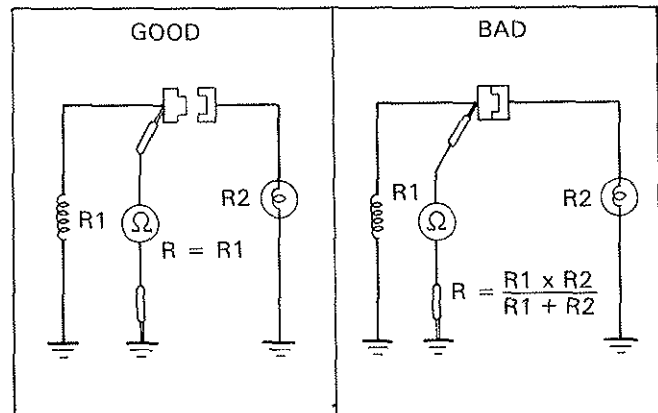 GOOD
R1
Ω
R2
R = R1
BAD
R1
Ω
R2
R = R1 x R2 / R1 + R2